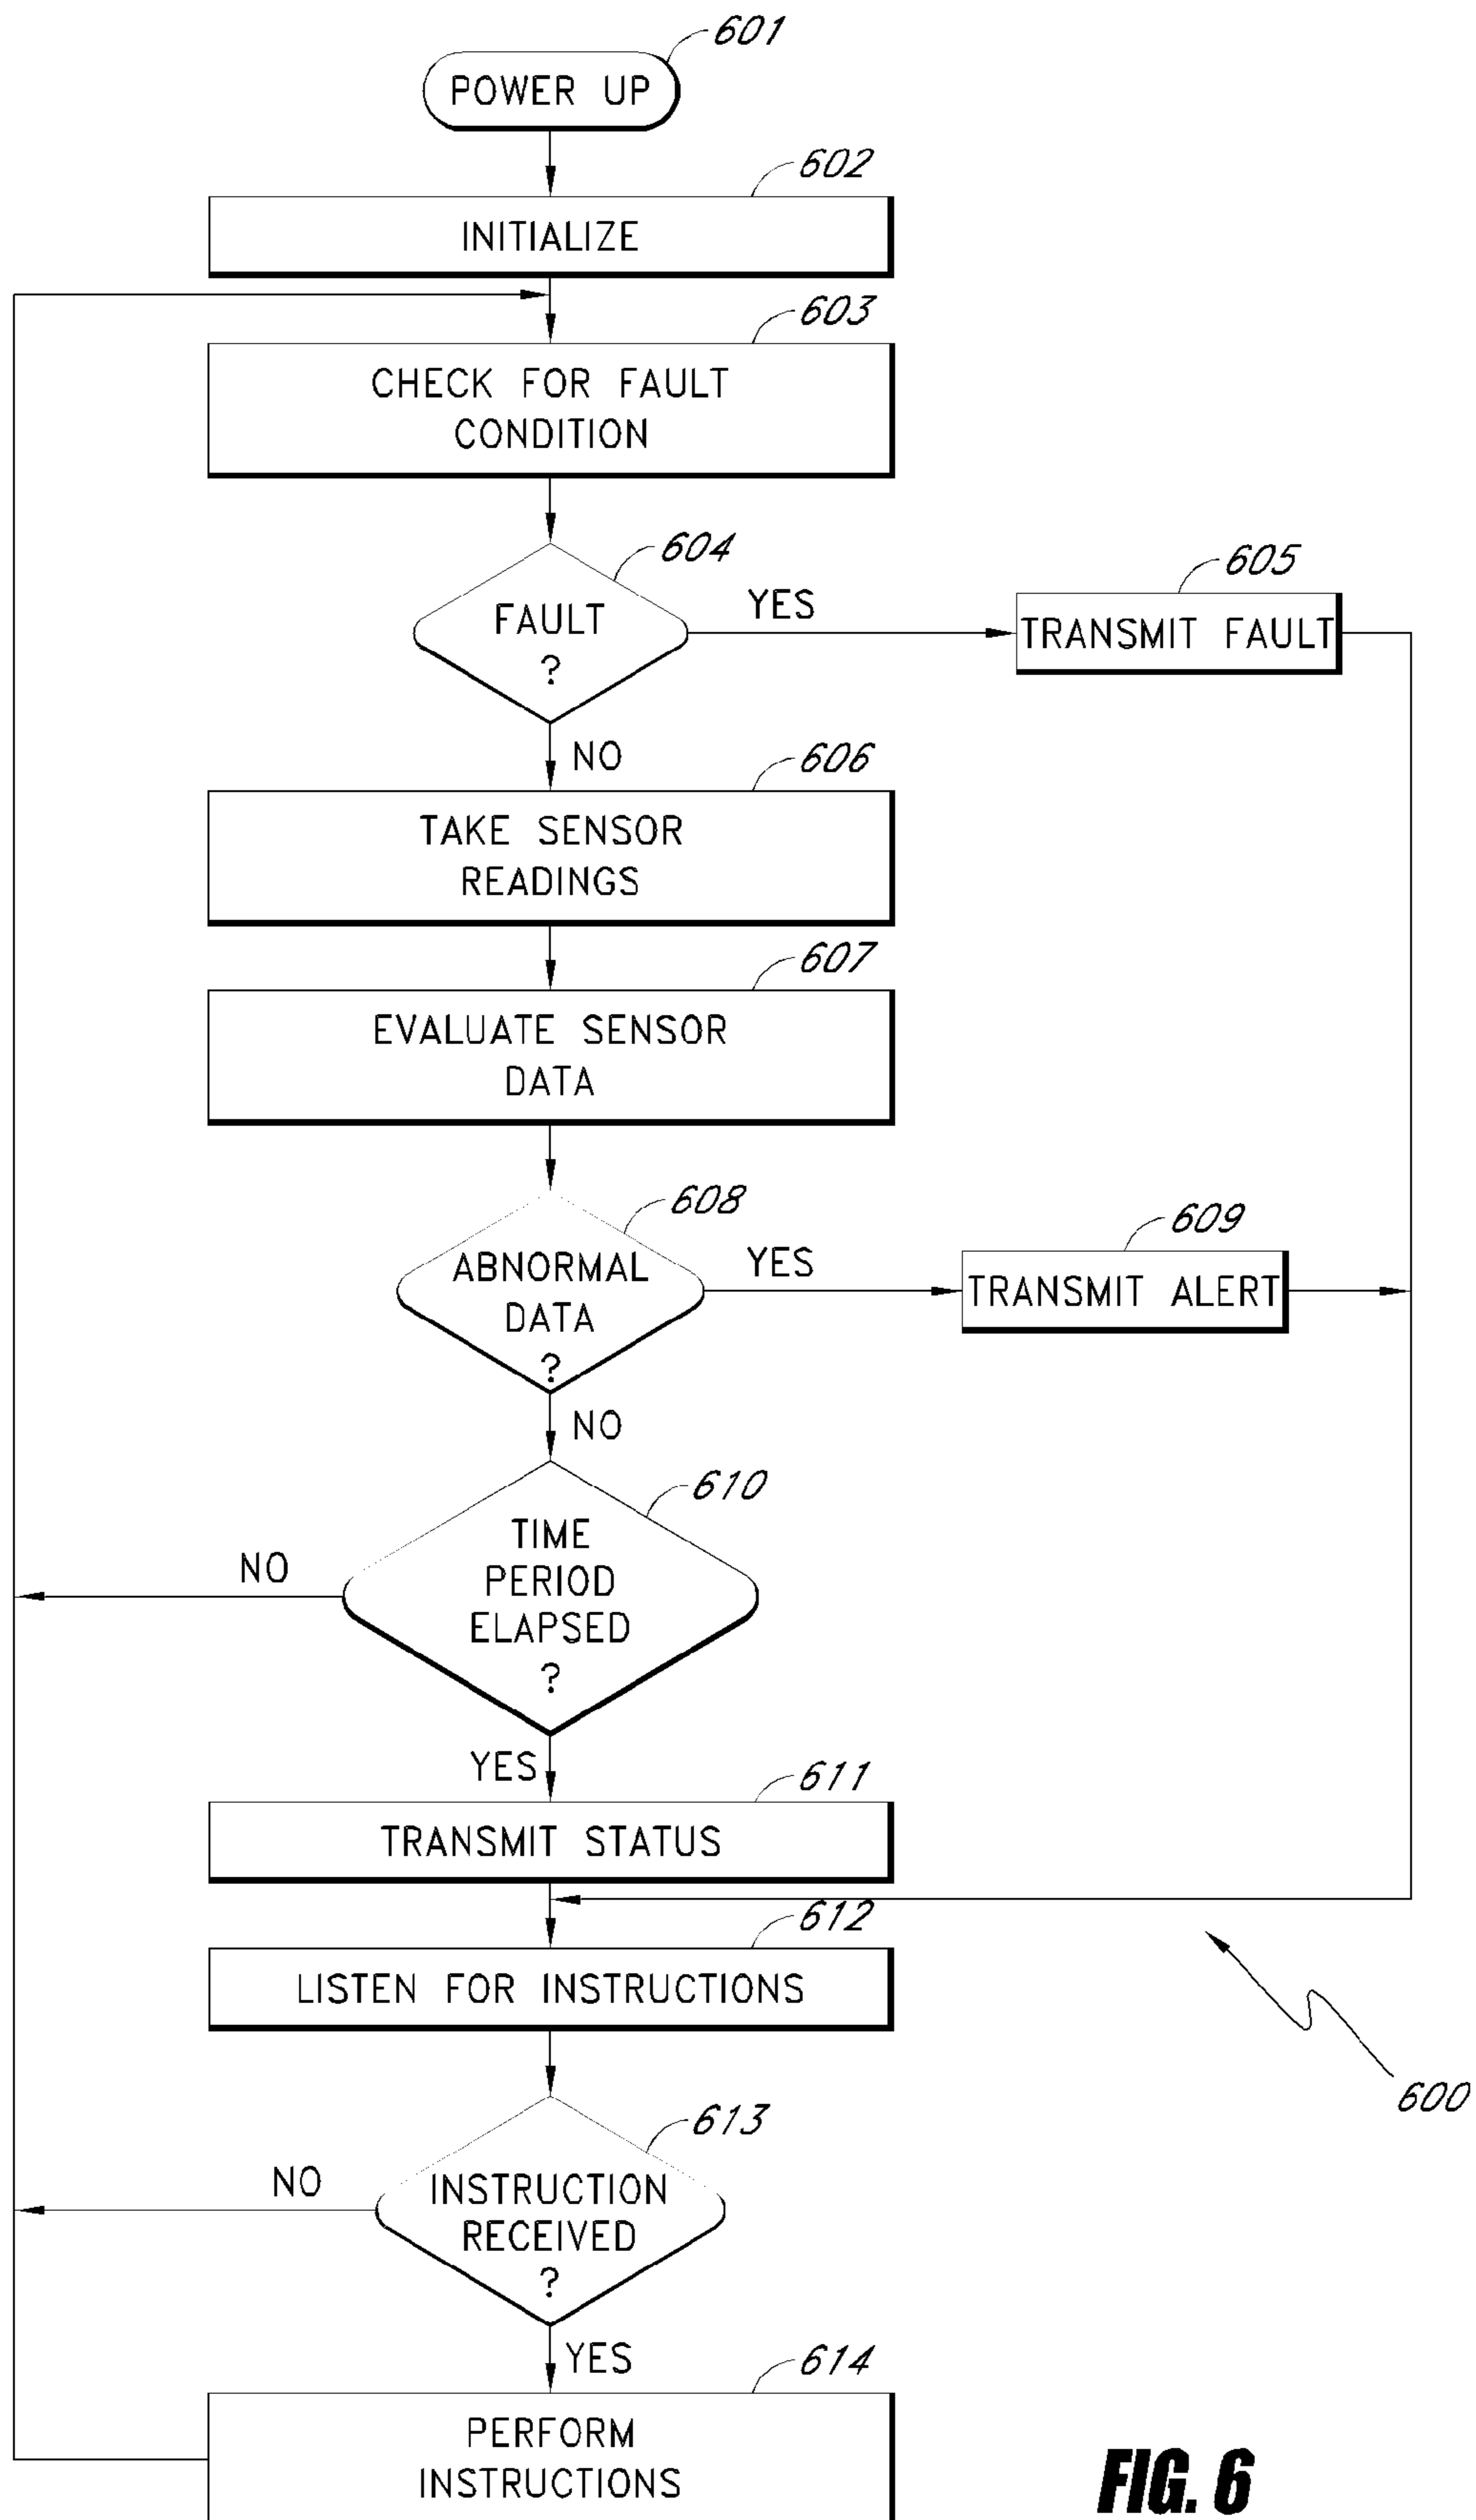 601
POWER UP
602
INITIALIZE
603
CHECK FOR FAULT
CONDITION
604
FAULT
?
YES
605
TRANSMIT FAULT
NO
606
TAKE SENSOR
READINGS
607
EVALUATE SENSOR
DATA
608
ABNORMAL
DATA
?
YES
609
TRANSMIT ALERT
NO
610
TIME
PERIOD
ELAPSED
?
NO
YES
611
TRANSMIT STATUS
612
LISTEN FOR INSTRUCTIONS
600
613
INSTRUCTION
RECEIVED
?
NO
YES
614
PERFORM
INSTRUCTIONS
FIG. 6